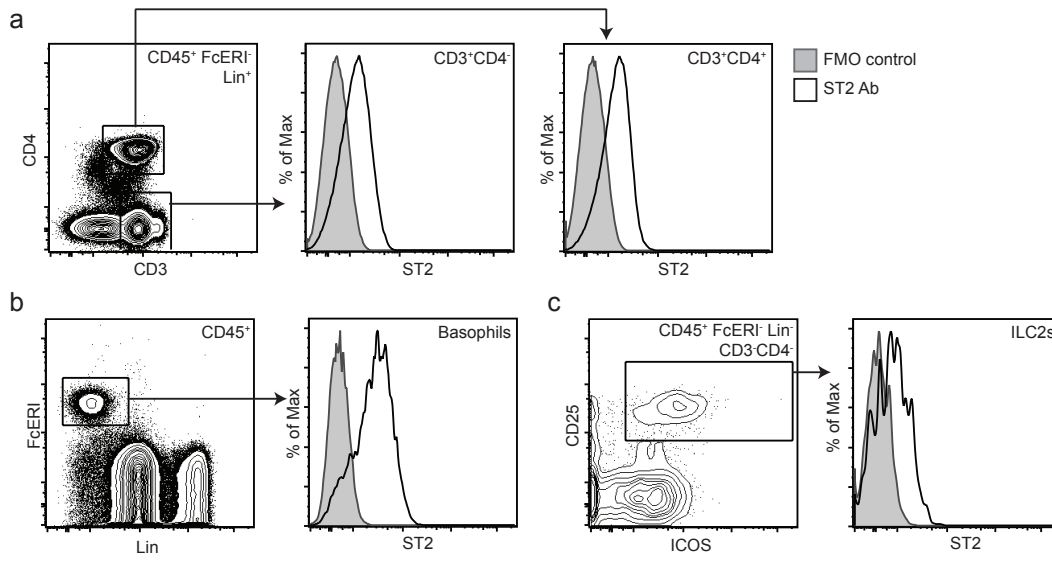 a
CD45⁺ FcERI⁻
Lin⁺
CD4
CD3
CD3⁺CD4⁻
% of Max
ST2
CD3⁺CD4⁺
% of Max
ST2
FMO control
ST2 Ab
b
CD45⁺
FcERI
Lin
Basophils
% of Max
ST2
c
CD45⁺ FcERI⁻ Lin⁻
CD3⁻CD4⁻
CD25
ICOS
ILC2s
% of Max
ST2